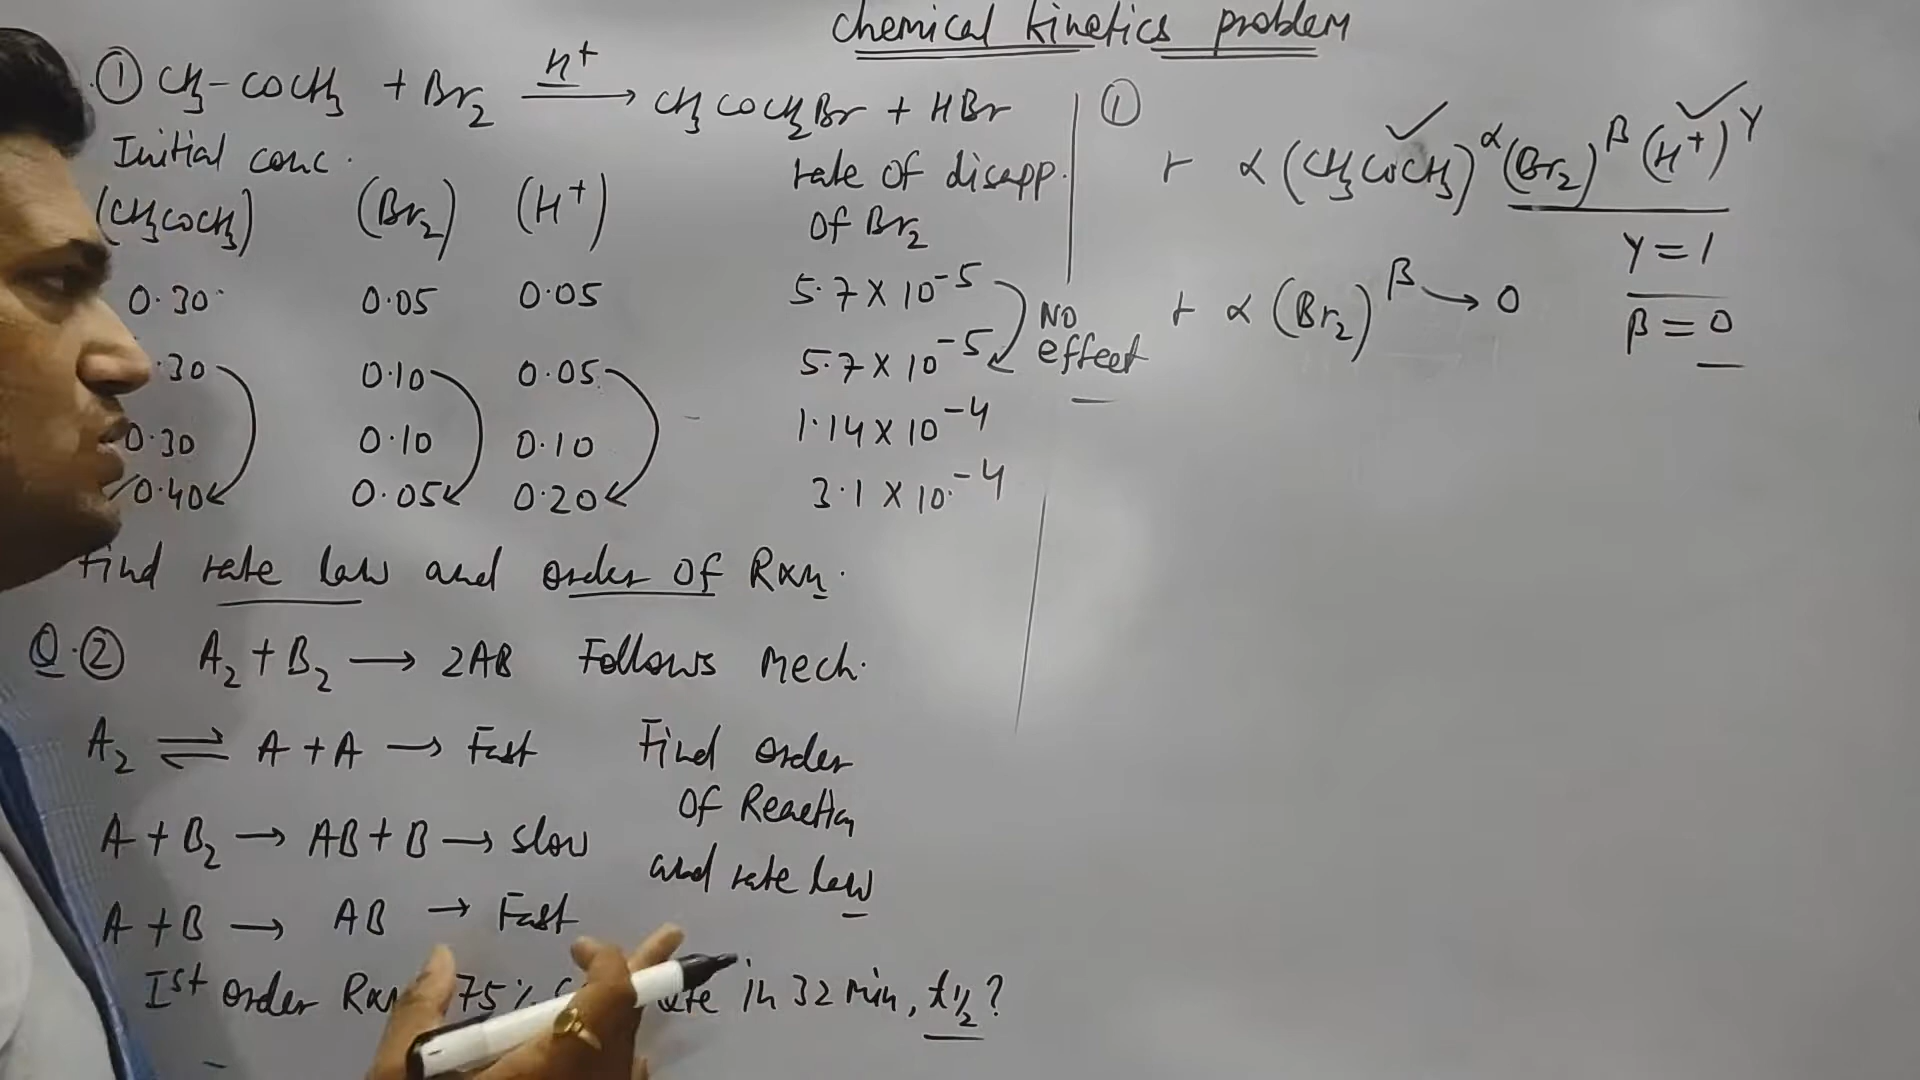 Chemical kinetics problem
① CH3-COCH3 + Br2 H+ → CH3COCH2Br + HBr
Initial conc.
rate of disapp.
of Br2
(CH3COCH3) (Br2) (H+)
0.30 0.05 0.05 5.7 X 10-5
.30 0.10 0.05 5.7 X 10-5
No effect
0.30 0.10 0.10 1.14 X 10-4
0.40 0.05 0.20 3.1 X 10-4
Find rate law and order of Rxn.
Q.② A2 + B2 → 2AB Follows Mech.
A2 ⇌ A + A → Fast
A + B2 → AB + B → slow
A + B → AB → Fast
Find order
of Reaction
and rate law
Ist order Rxn 75% in 32 min, t½?
①
r α (CH3COCH3)α (Br2)β (H+)γ
γ = 1
r α (Br2)β → 0
β = 0